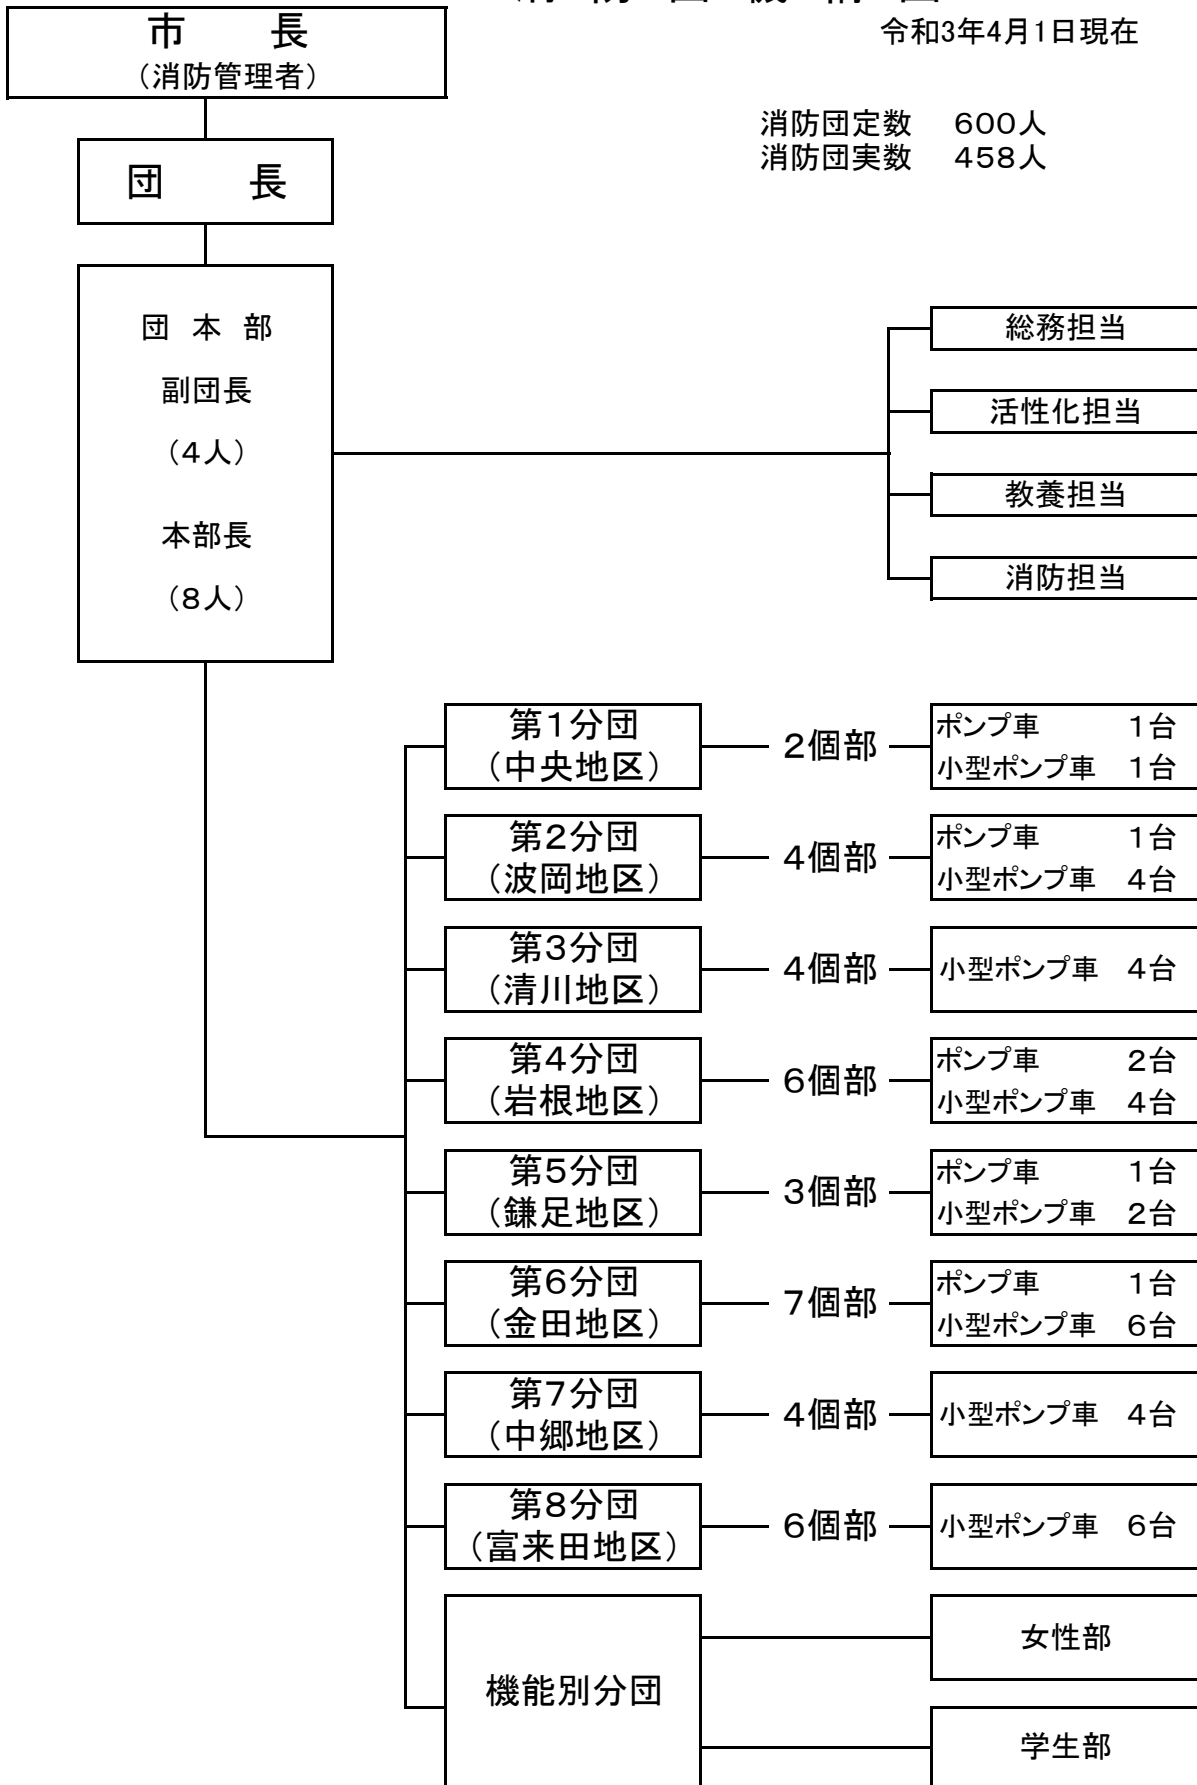 市 長
（消防管理者）
令和3年4月1日現在
消防団定数 600人
消防団実数 458人
団 長
団 本 部
副団長
（4人）
本部長
（8人）
総務担当
活性化担当
教養担当
消防担当
第1分団
（中央地区）
2個部
ポンプ車 1台
小型ポンプ車 1台
第2分団
（波岡地区）
4個部
ポンプ車 1台
小型ポンプ車 4台
第3分団
（清川地区）
4個部
小型ポンプ車 4台
第4分団
（岩根地区）
6個部
ポンプ車 2台
小型ポンプ車 4台
第5分団
（鎌足地区）
3個部
ポンプ車 1台
小型ポンプ車 2台
第6分団
（金田地区）
7個部
ポンプ車 1台
小型ポンプ車 6台
第7分団
（中郷地区）
4個部
小型ポンプ車 4台
第8分団
（富来田地区）
6個部
小型ポンプ車 6台
機能別分団
女性部
学生部